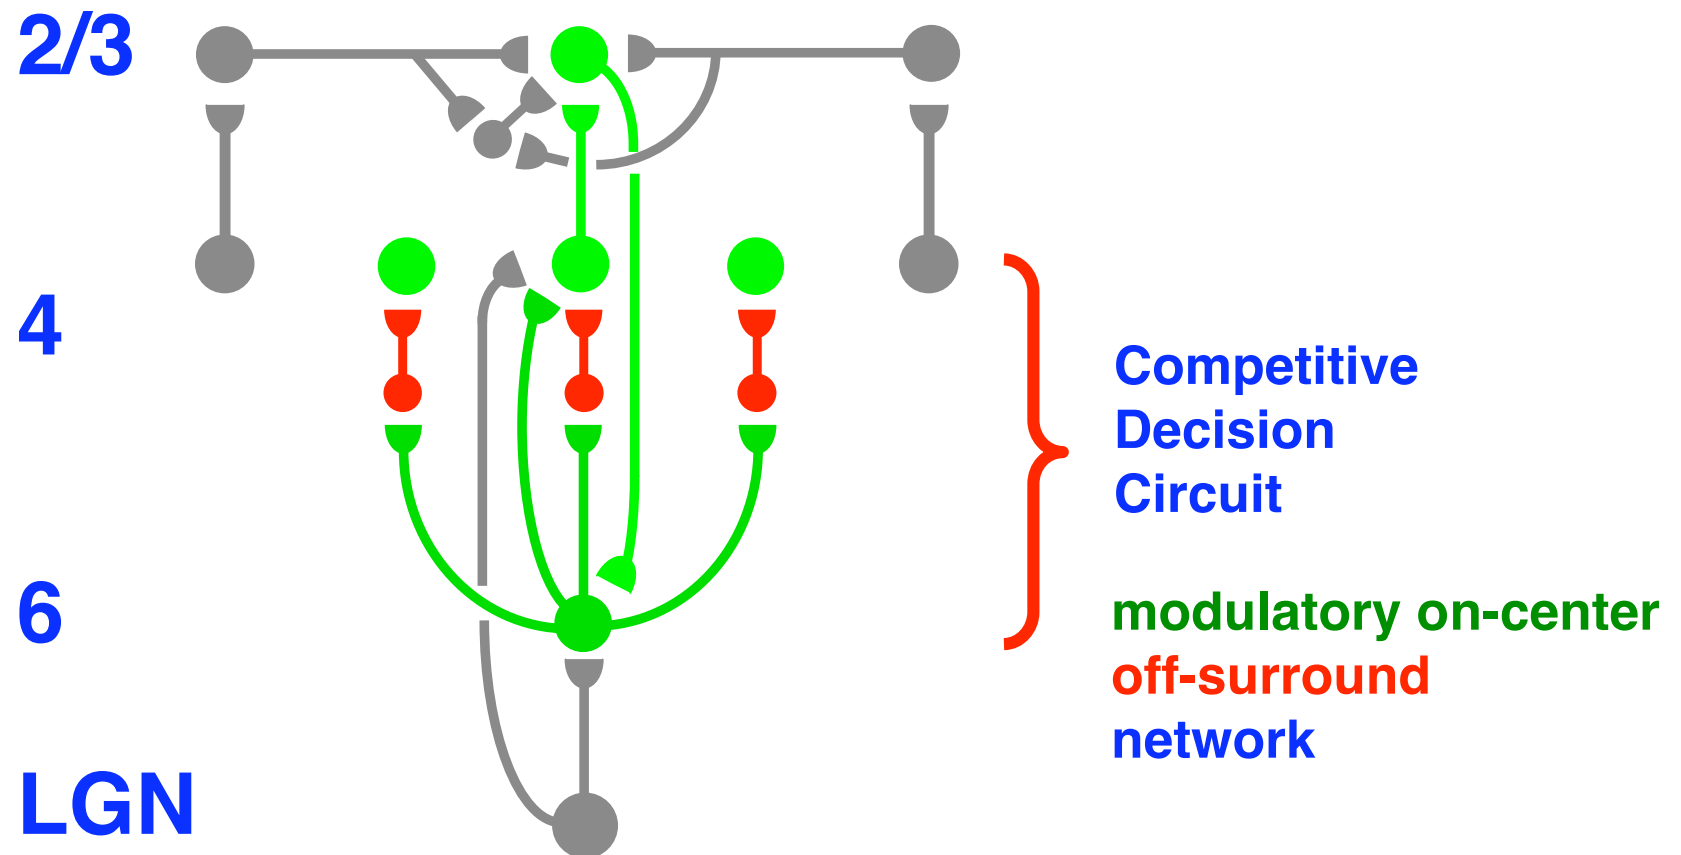 2/3
4
6
LGN
Competitive
Decision
Circuit
modulatory on-center
off-surround
network